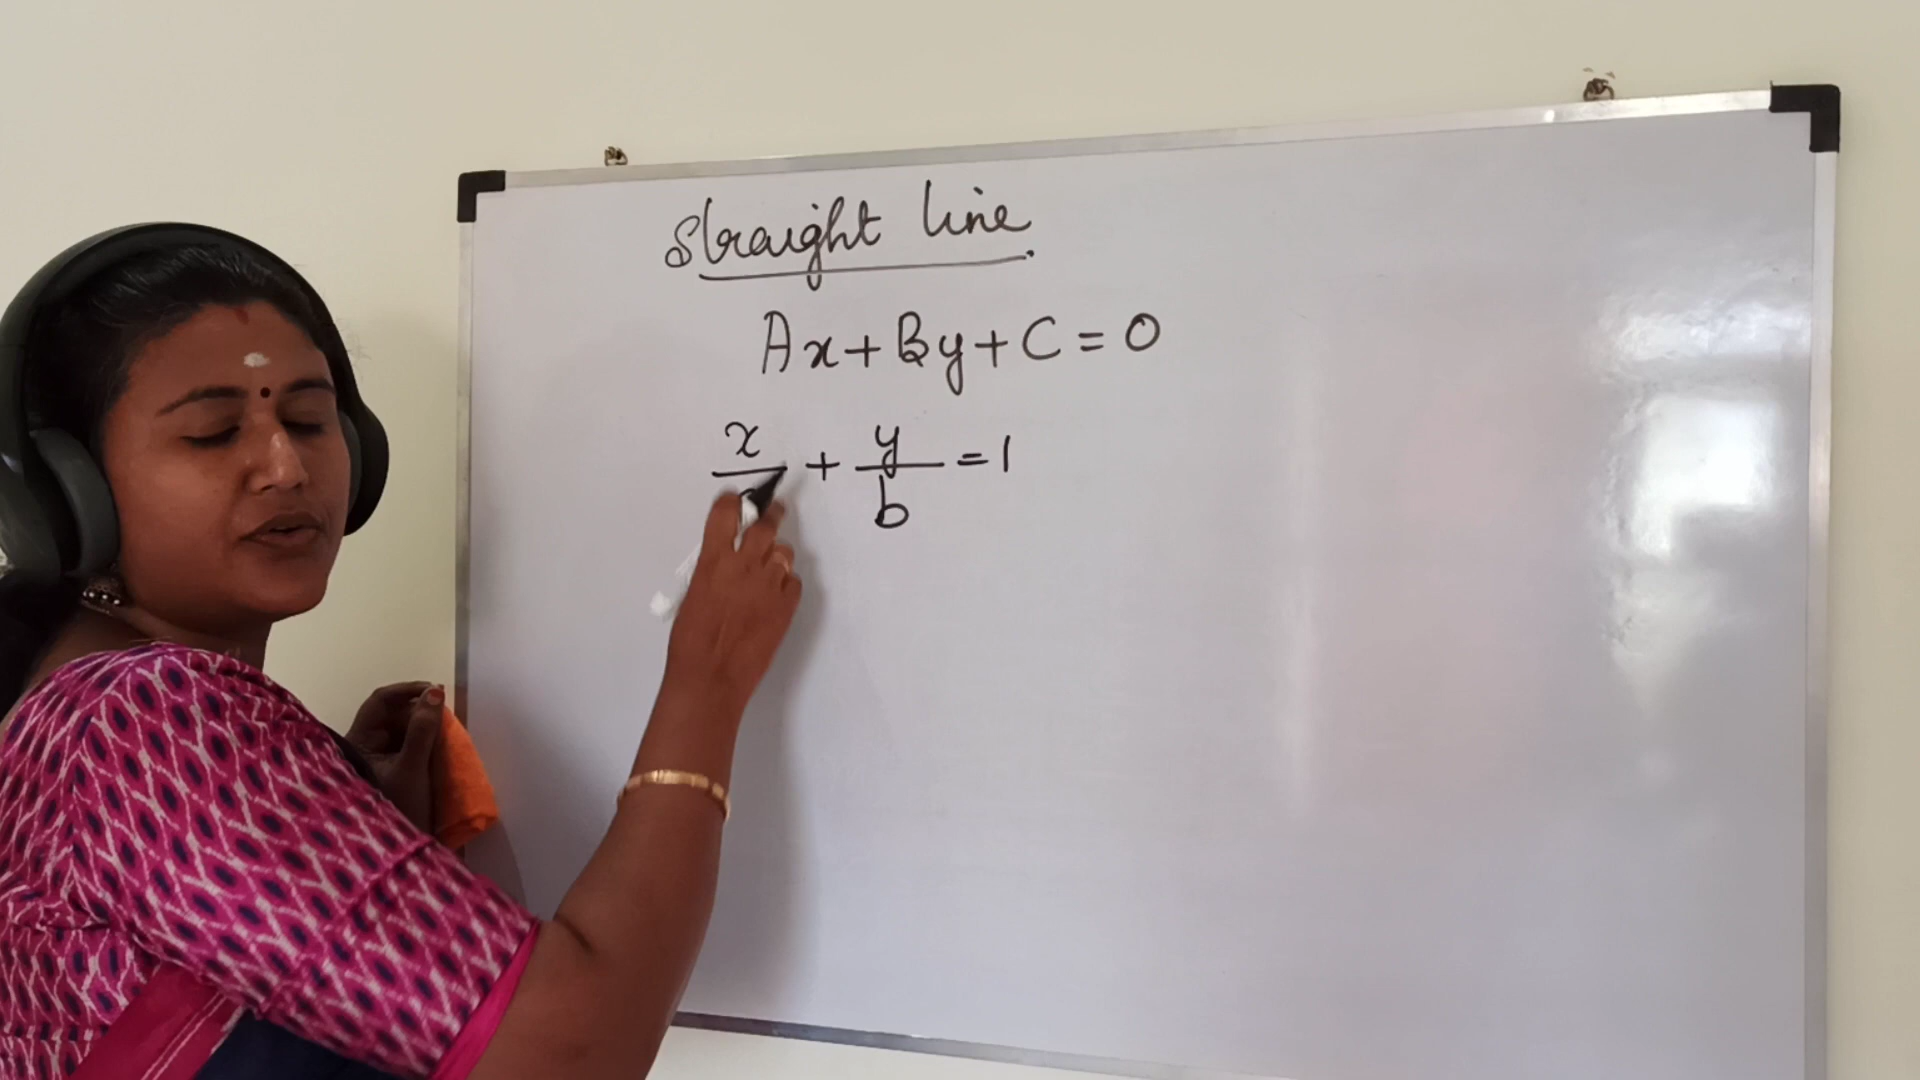 Straight line
Ax+By+C=0
x/ + y/b =1